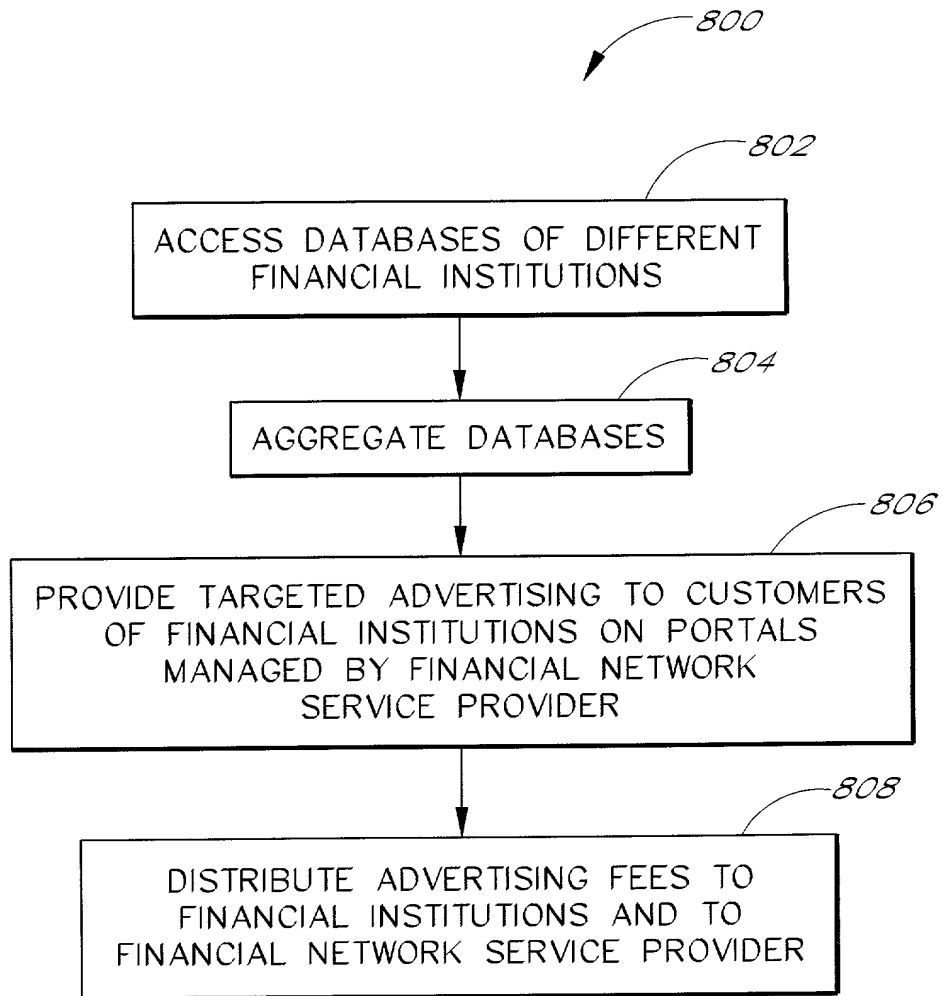 800
802
ACCESS DATABASES OF DIFFERENT
FINANCIAL INSTITUTIONS
804
AGGREGATE DATABASES
806
PROVIDE TARGETED ADVERTISING TO CUSTOMERS
OF FINANCIAL INSTITUTIONS ON PORTALS
MANAGED BY FINANCIAL NETWORK
SERVICE PROVIDER
808
DISTRIBUTE ADVERTISING FEES TO
FINANCIAL INSTITUTIONS AND TO
FINANCIAL NETWORK SERVICE PROVIDER